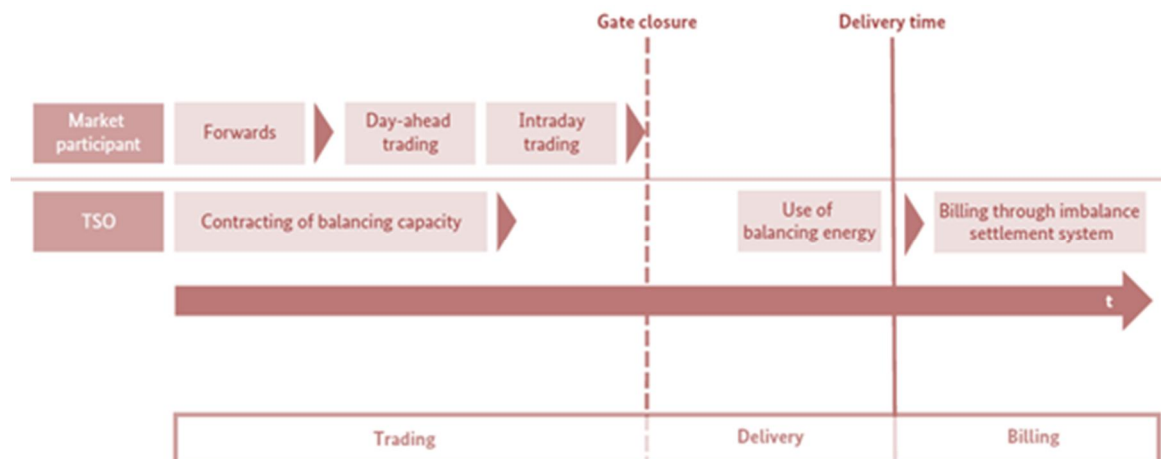 Gate closure
Delivery time
Market
participant
Forwards
Day-ahead
trading
Intraday
trading
TSO
Contracting of balancing capacity
Use of
balancing energy
Billing through imbalance
settlement system
t
Trading
Delivery
Billing